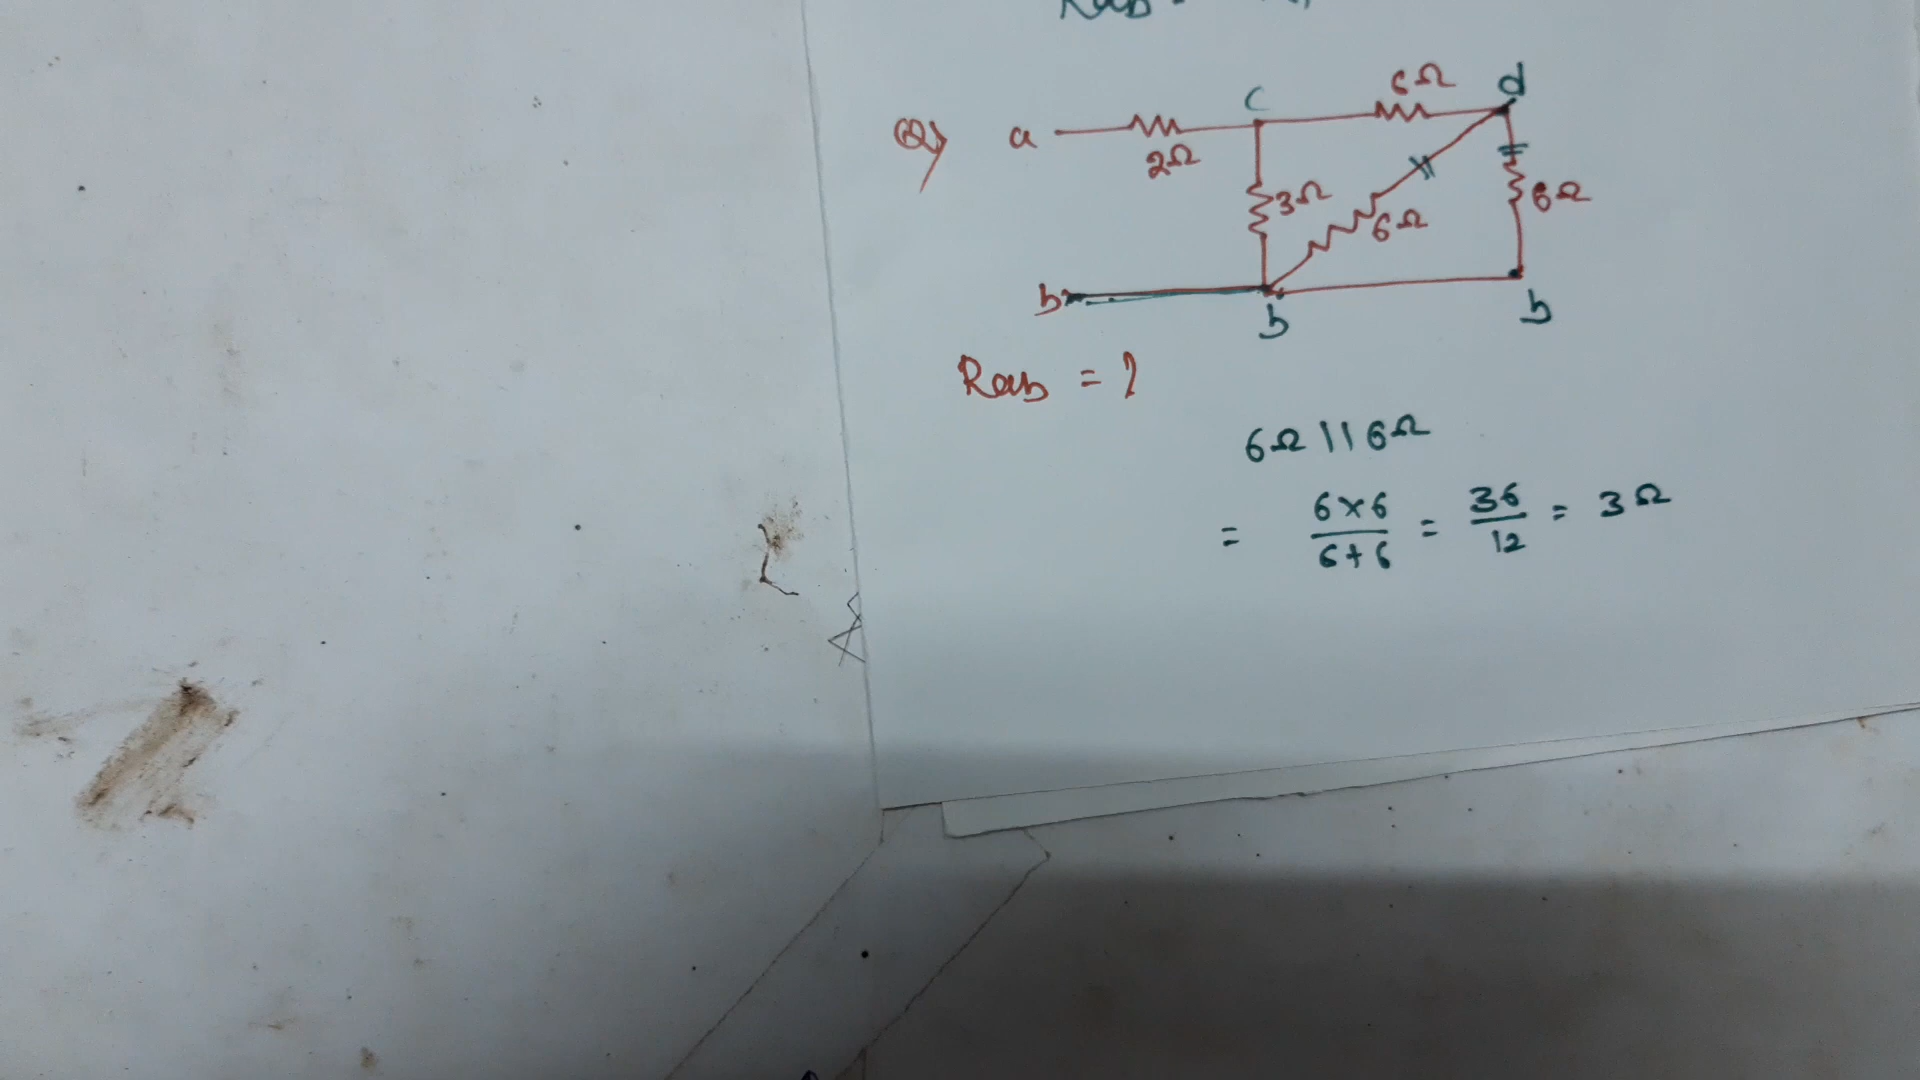 Q) a 2Ω c 6Ω d
3Ω 6Ω 6Ω
b b b
Rab = ?
6Ω || 6Ω
= 6×6/6+6 = 36/12 = 3Ω